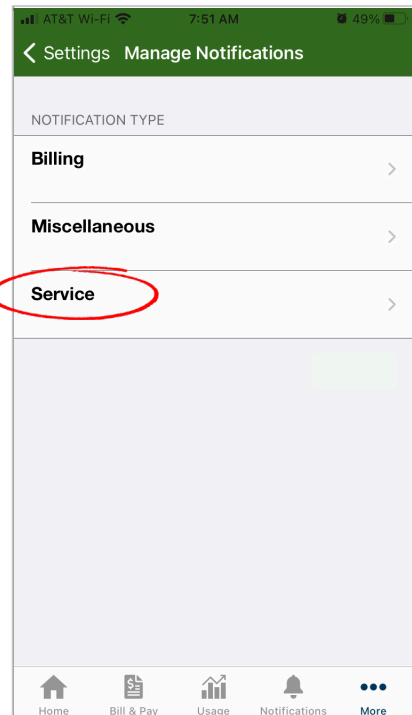 AT&T Wi-Fi 7:51 AM 49%
Settings Manage Notifications
NOTIFICATION TYPE
Billing
Miscellaneous
Service
Home Bill & Pay Usage Notifications More